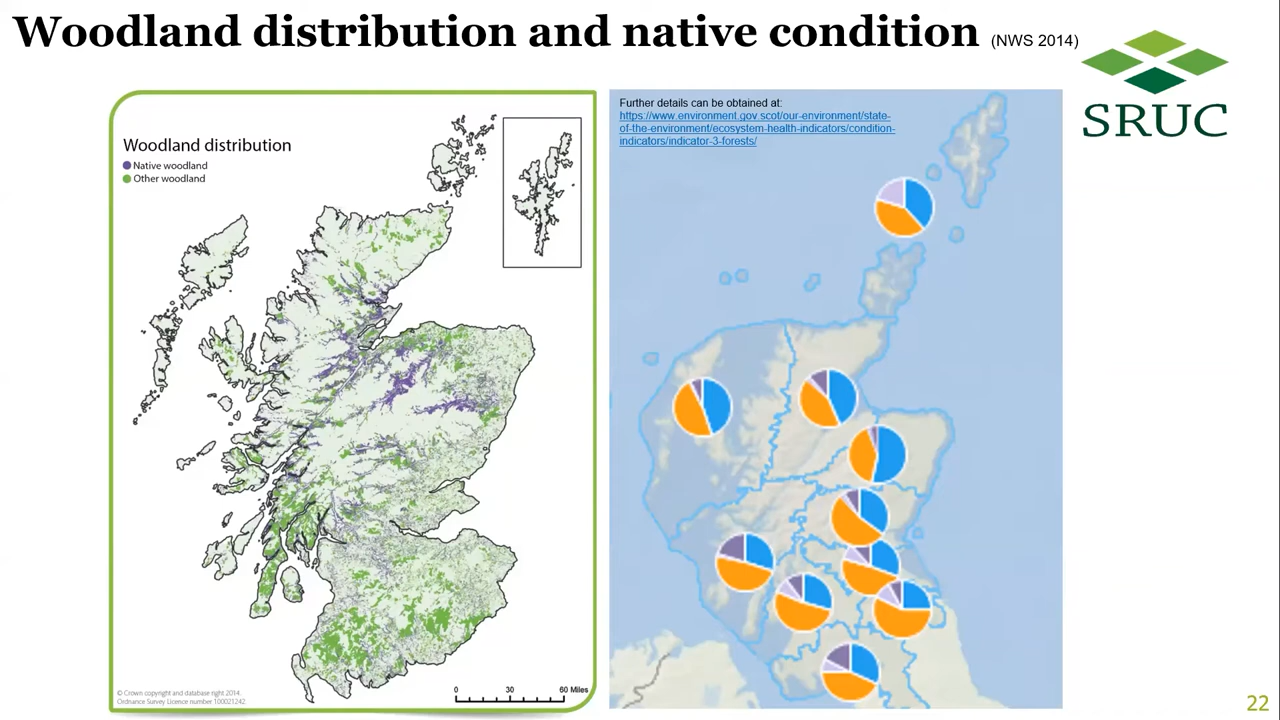 Woodland distribution and native condition (NWS 2014)
SRUC
Woodland distribution
Native woodland
Other woodland
© Crown copyright and database right 2014.
Ordnance Survey Licence number 100021242
0 30 60 Miles
Further details can be obtained at:
https://www.environment.gov.scot/our-environment/state-
of-the-environment/ecosystem-health-indicators/condition-
indicators/indicator-3-forests/
22